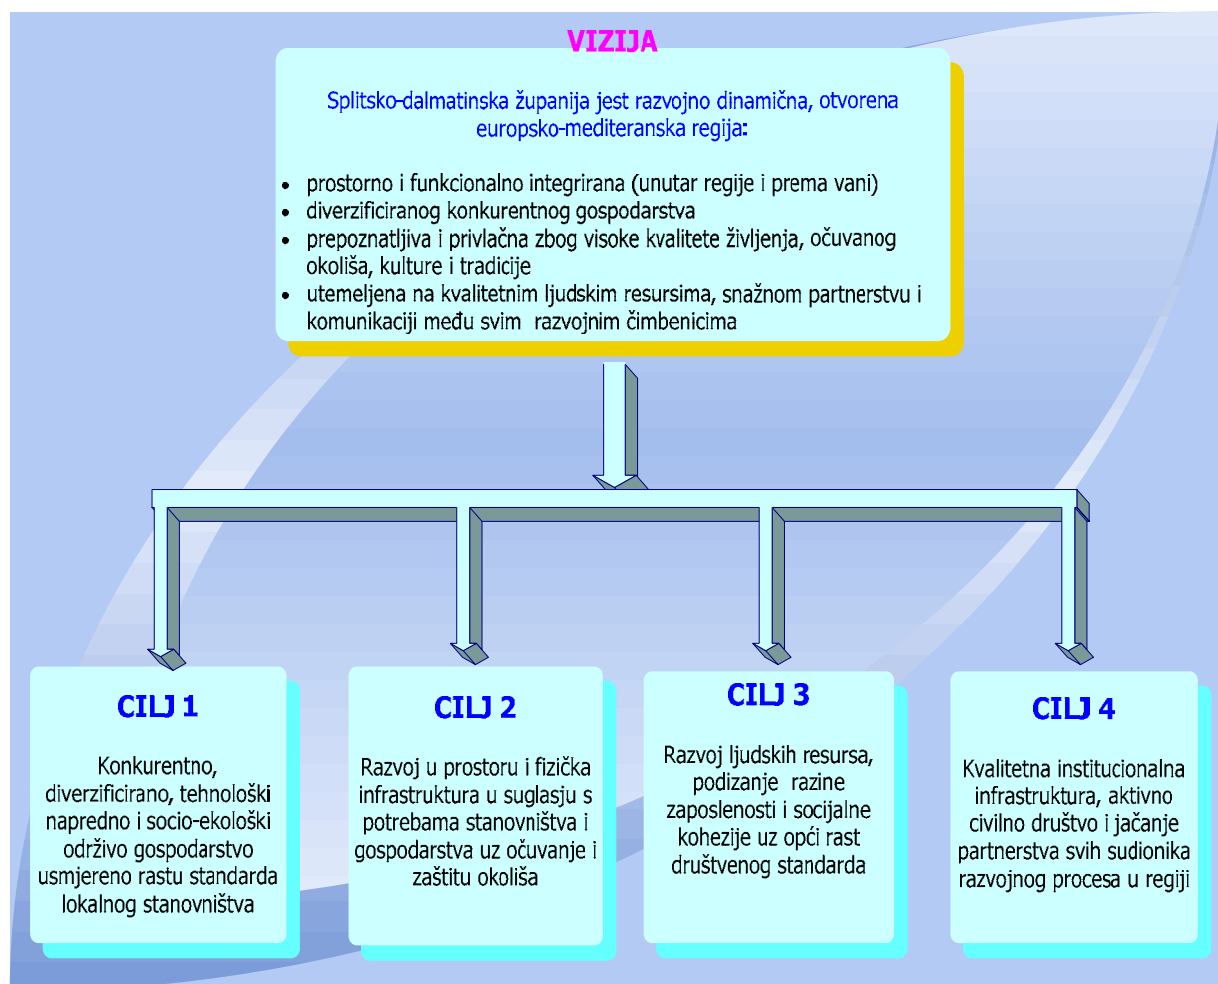 VIZIJA
Splitsko-dalmatinska županija jest razvojno dinamična, otvorena
europsko-mediteranska regija:
• prostorno i funkcionalno integrirana (unutar regije i prema vani)
• diverzificiranog konkurentnog gospodarstva
• prepoznatljiva i privlačna zbog visoke kvalitete življenja, očuvanog
okoliša, kulture i tradicije
• utemeljena na kvalitetnim ljudskim resursima, snažnom partnerstvu i
komunikaciji među svim razvojnim čimbenicima
CILJ 1
Konkurentno,
diverzificirano, tehnološki
napredno i socio-ekološki
održivo gospodarstvo
usmjereno rastu standarda
lokalnog stanovništva
CILJ 2
Razvoj u prostoru i fizička
infrastruktura u suglasju s
potrebama stanovništva i
gospodarstva uz očuvanje i
zaštitu okoliša
CILJ 3
Razvoj ljudskih resursa,
podizanje razine
zaposlenosti i socijalne
kohezije uz opći rast
društvenog standarda
CILJ 4
Kvalitetna institucionalna
infrastruktura, aktivno
civilno društvo i jačanje
partnerstva svih sudionika
razvojnog procesa u regiji